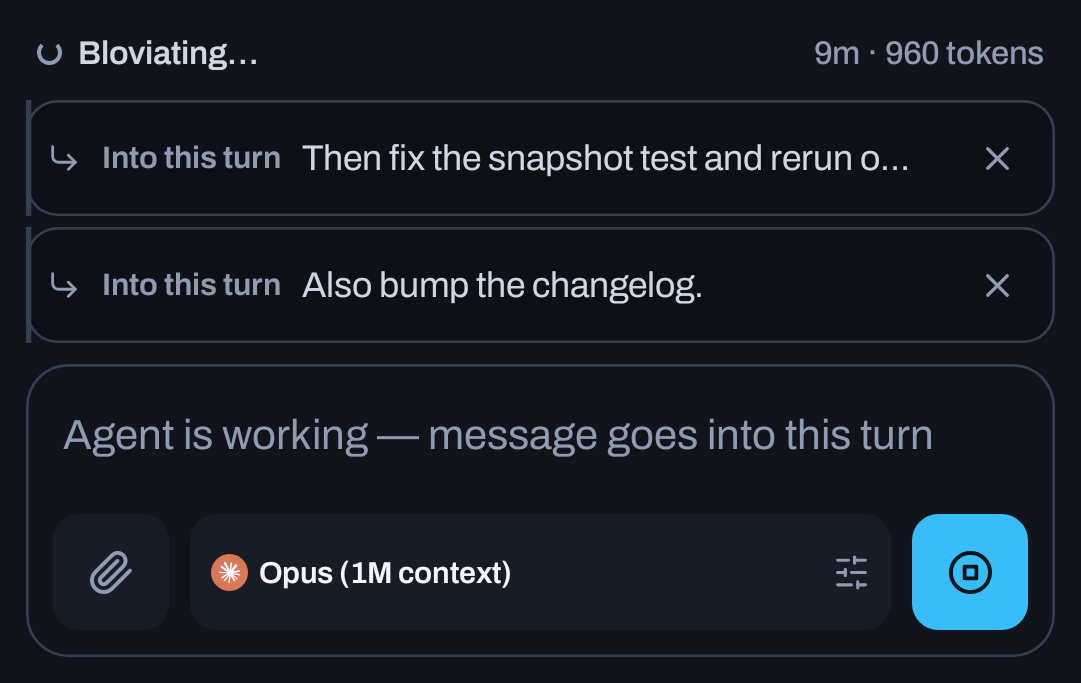 Bloviating...
9m · 960 tokens
Into this turn Then fix the snapshot test and rerun o...
Into this turn Also bump the changelog.
Agent is working — message goes into this turn
Opus (1M context)